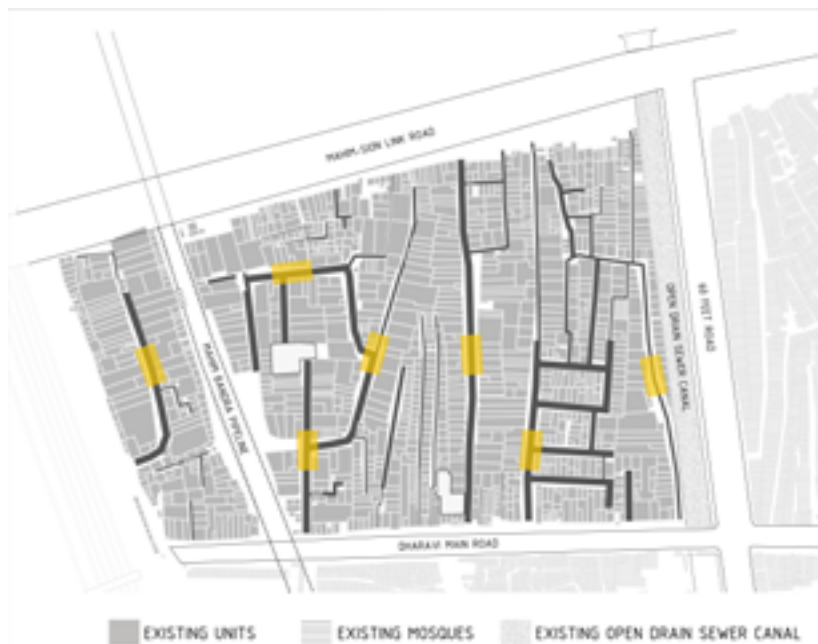 MAHIM-SION LINK ROAD
MAHIM BANDRA PIPELINE
OPEN DRAIN SEWER CANAL
60 FEET ROAD
DHARAVI MAIN ROAD
EXISTING UNITS
EXISTING MOSQUES
EXISTING OPEN DRAIN SEWER CANAL